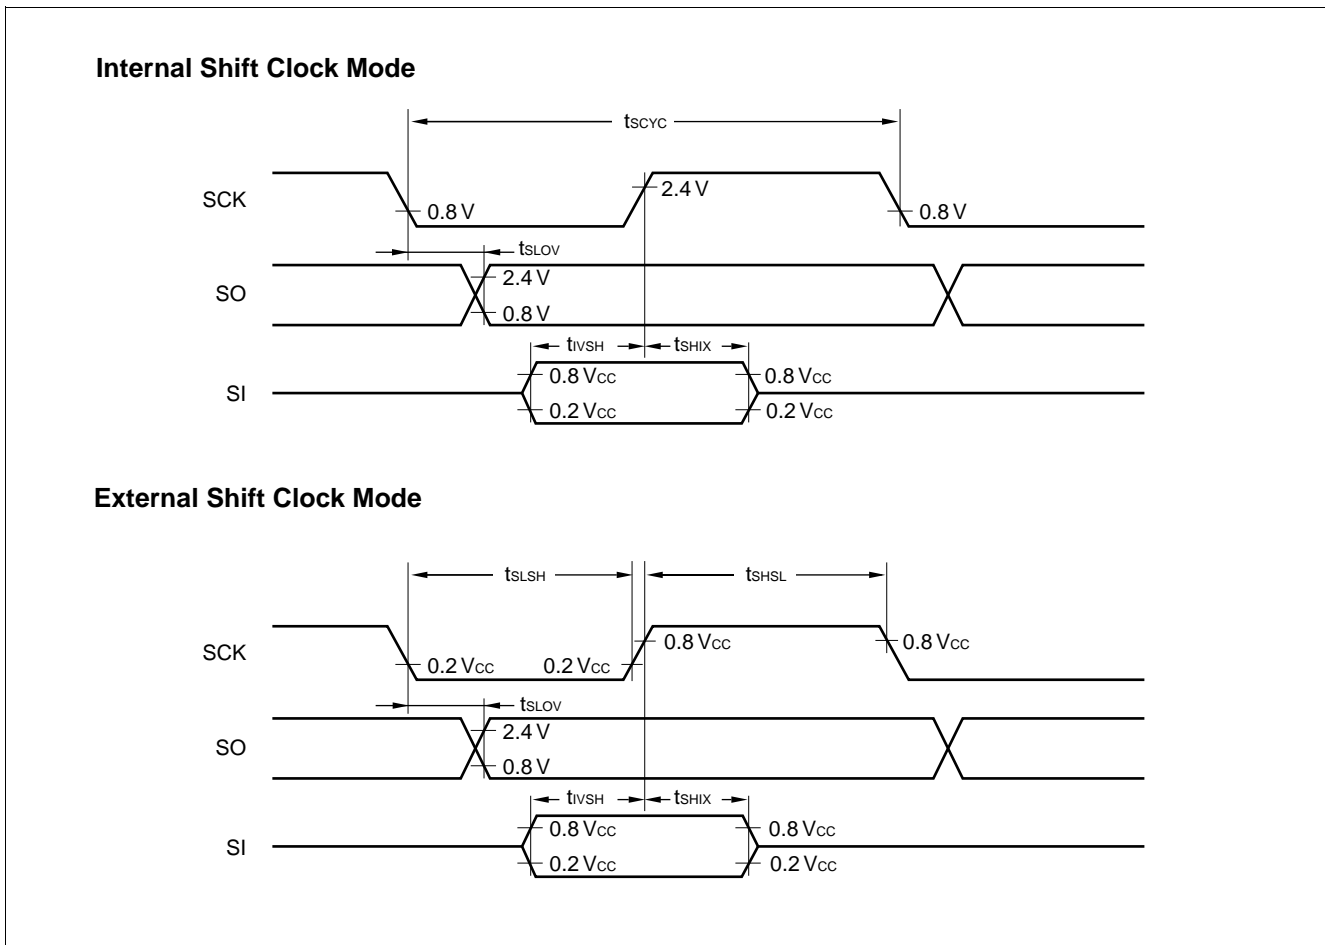 Internal Shift Clock Mode
tSCYC
SCK
0.8 V
2.4 V
0.8 V
tSLOV
SO
2.4 V
0.8 V
tIVSH
tSHIX
SI
0.8 VCC
0.8 VCC
0.2 VCC
0.2 VCC
External Shift Clock Mode
tSLSH
tSHSL
SCK
0.2 VCC
0.2 VCC
0.8 VCC
0.8 VCC
tSLOV
SO
2.4 V
0.8 V
tIVSH
tSHIX
SI
0.8 VCC
0.8 VCC
0.2 VCC
0.2 VCC